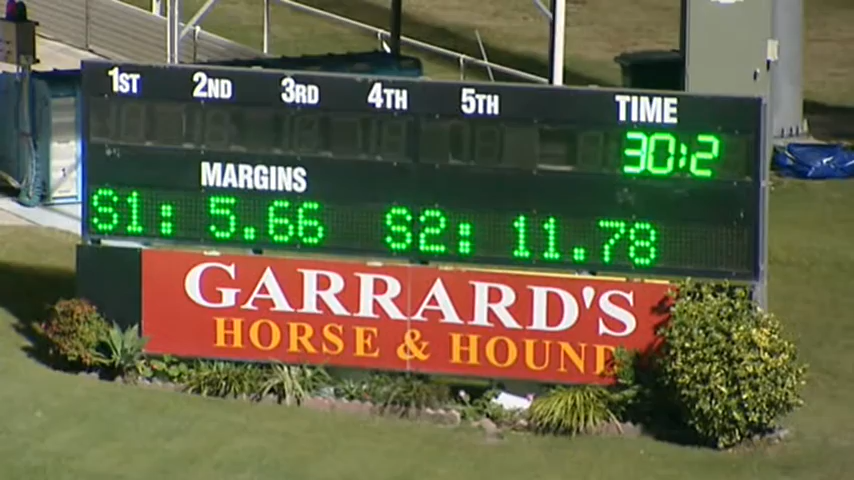 1ST 2ND 3RD 4TH 5TH TIME
30:2
MARGINS
S1: 5.66 S2: 11.78
GARRARD'S
HORSE & HOUND